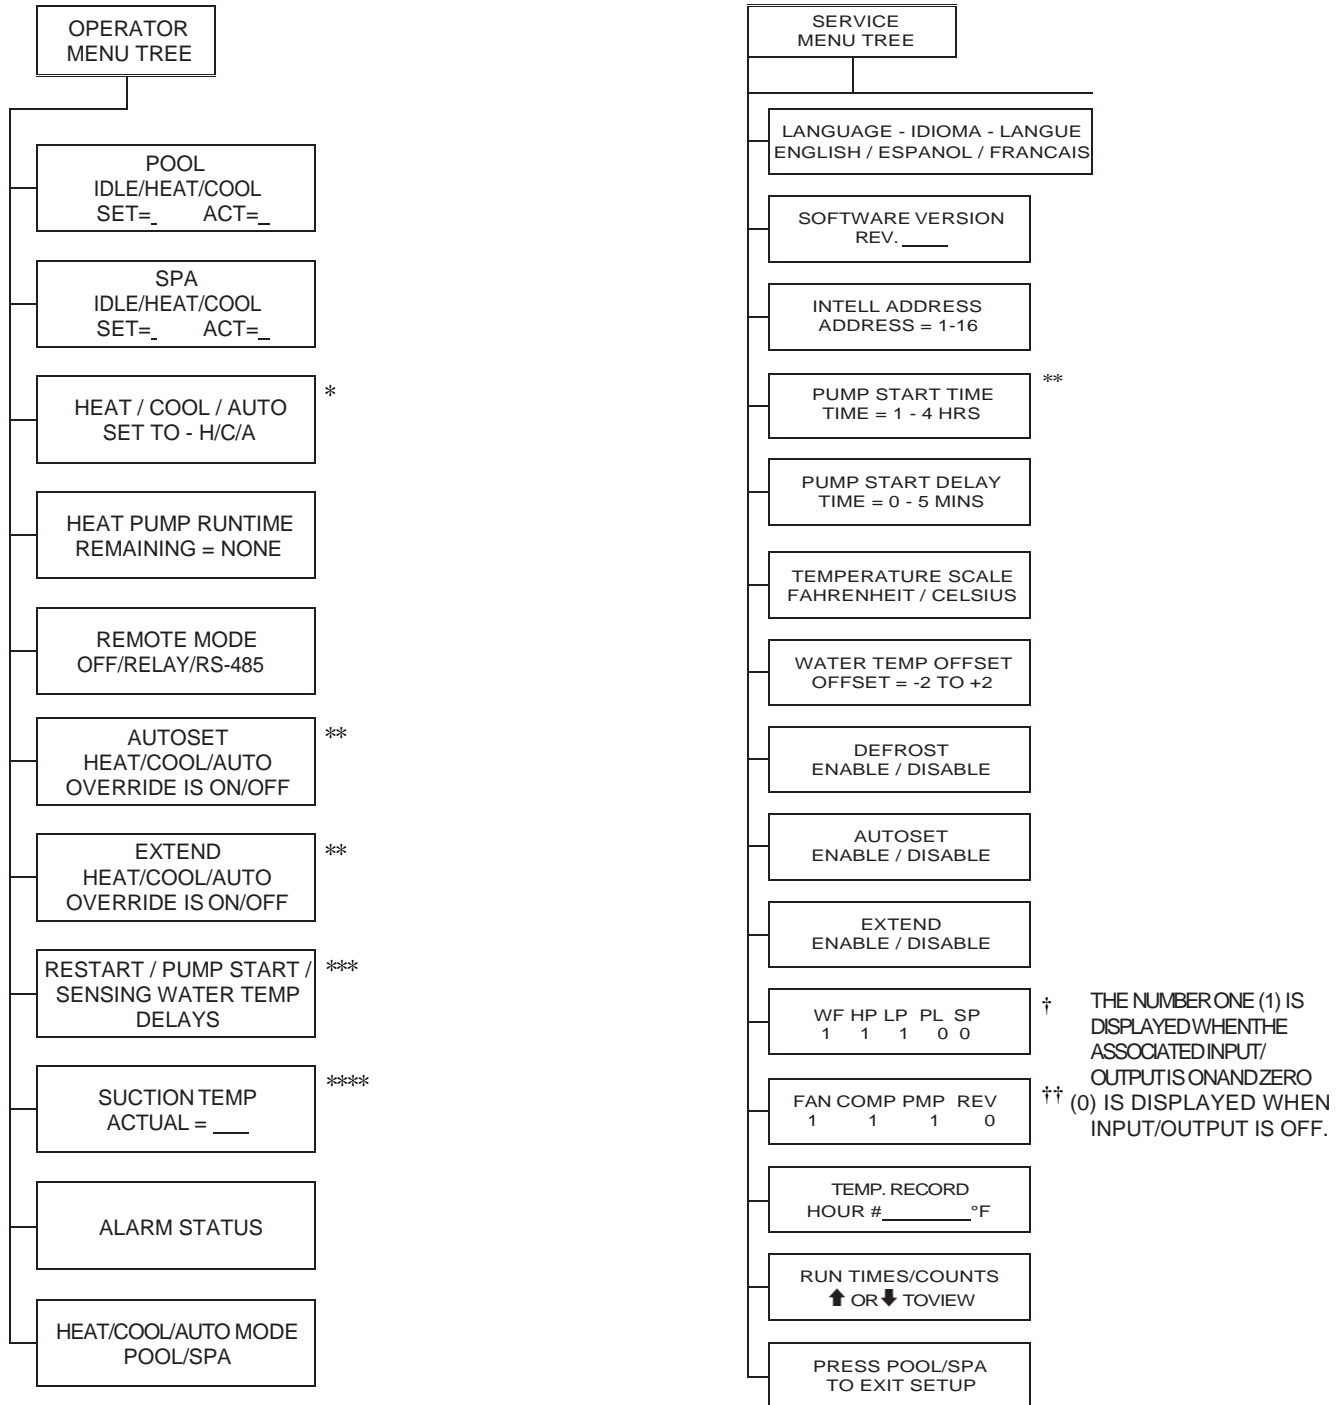 OPERATOR
MENU TREE
POOL
IDLE/HEAT/COOL
SET=_ ACT=_
SPA
IDLE/HEAT/COOL
SET=_ ACT=_
HEAT / COOL / AUTO
SET TO - H/C/A
*
HEAT PUMP RUNTIME
REMAINING = NONE
REMOTE MODE
OFF/RELAY/RS-485
AUTOSET
HEAT/COOL/AUTO
OVERRIDE IS ON/OFF
**
EXTEND
HEAT/COOL/AUTO
OVERRIDE IS ON/OFF
**
RESTART / PUMP START /
SENSING WATER TEMP
DELAYS
***
SUCTION TEMP
ACTUAL = ___
****
ALARM STATUS
HEAT/COOL/AUTO MODE
POOL/SPA
SERVICE
MENU TREE
LANGUAGE - IDIOMA - LANGUE
ENGLISH / ESPANOL / FRANCAIS
SOFTWARE VERSION
REV. ____
INTELL ADDRESS
ADDRESS = 1-16
PUMP START TIME
TIME = 1 - 4 HRS
**
PUMP START DELAY
TIME = 0 - 5 MINS
TEMPERATURE SCALE
FAHRENHEIT / CELSIUS
WATER TEMP OFFSET
OFFSET = -2 TO +2
DEFROST
ENABLE / DISABLE
AUTOSET
ENABLE / DISABLE
EXTEND
ENABLE / DISABLE
WF HP LP PL SP
1 1 1 0 0
†
FAN COMP PMP REV
1 1 1 0
††
THE NUMBER ONE (1) IS
DISPLAYED WHEN THE
ASSOCIATED INPUT/
OUTPUT IS ON AND ZERO
(0) IS DISPLAYED WHEN
INPUT/OUTPUT IS OFF.
TEMP. RECORD
HOUR #________°F
RUN TIMES/COUNTS
⬆ OR ⬇ TO VIEW
PRESS POOL/SPA
TO EXIT SETUP